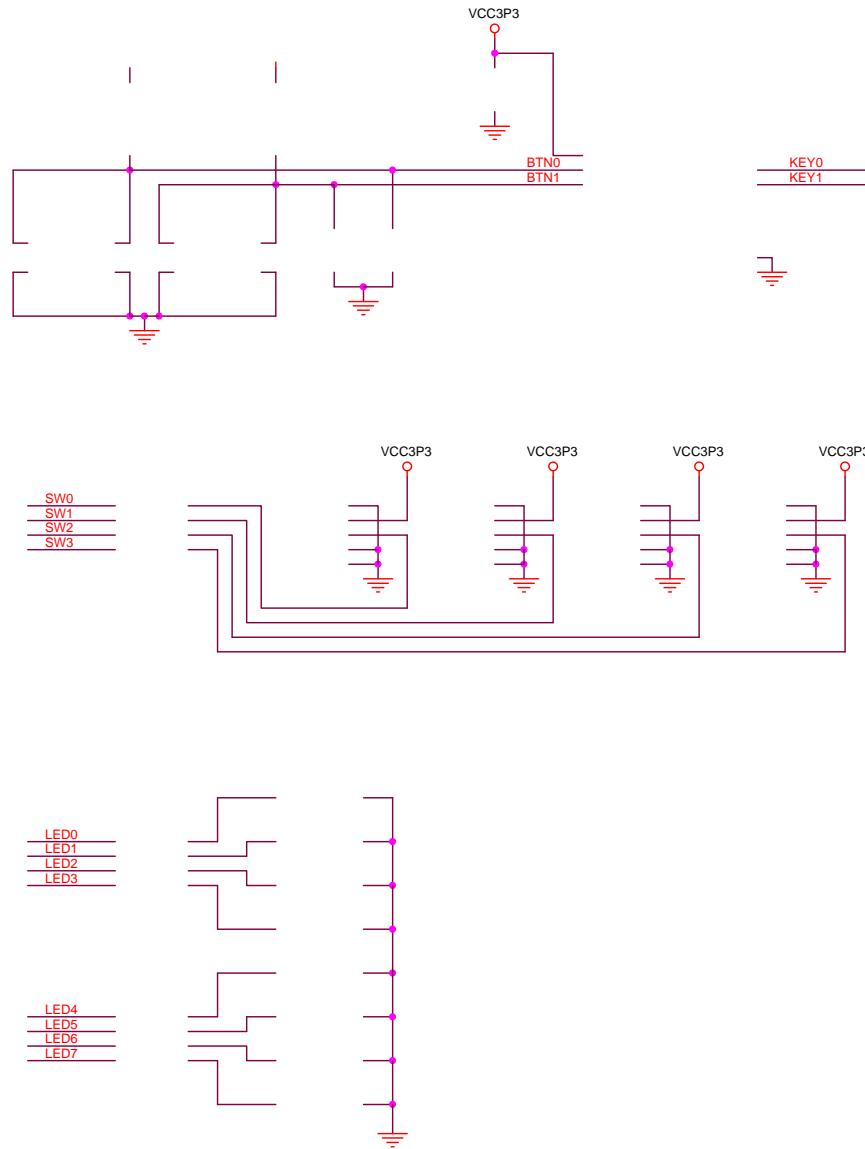 VCC3P3
BTN0
BTN1
KEY0
KEY1
VCC3P3
VCC3P3
VCC3P3
VCC3P3
SW0
SW1
SW2
SW3
LED0
LED1
LED2
LED3
LED4
LED5
LED6
LED7